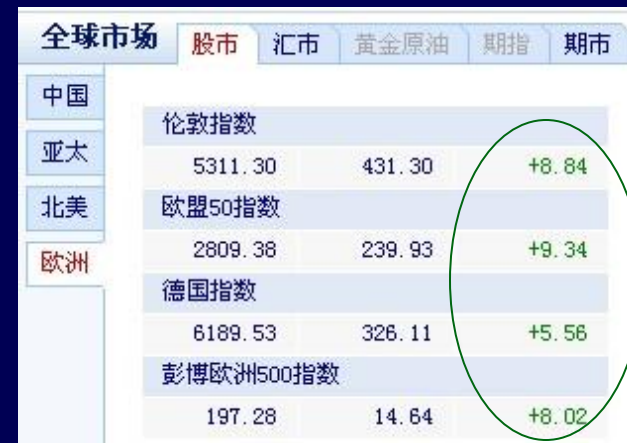 全球市场 股市 汇市 黄金原油 期指 期市
中国
亚太
北美
欧洲
伦敦指数
5311.30 431.30 +8.84
欧盟50指数
2809.38 239.93 +9.34
德国指数
6189.53 326.11 +5.56
彭博欧洲500指数
197.28 14.64 +8.02